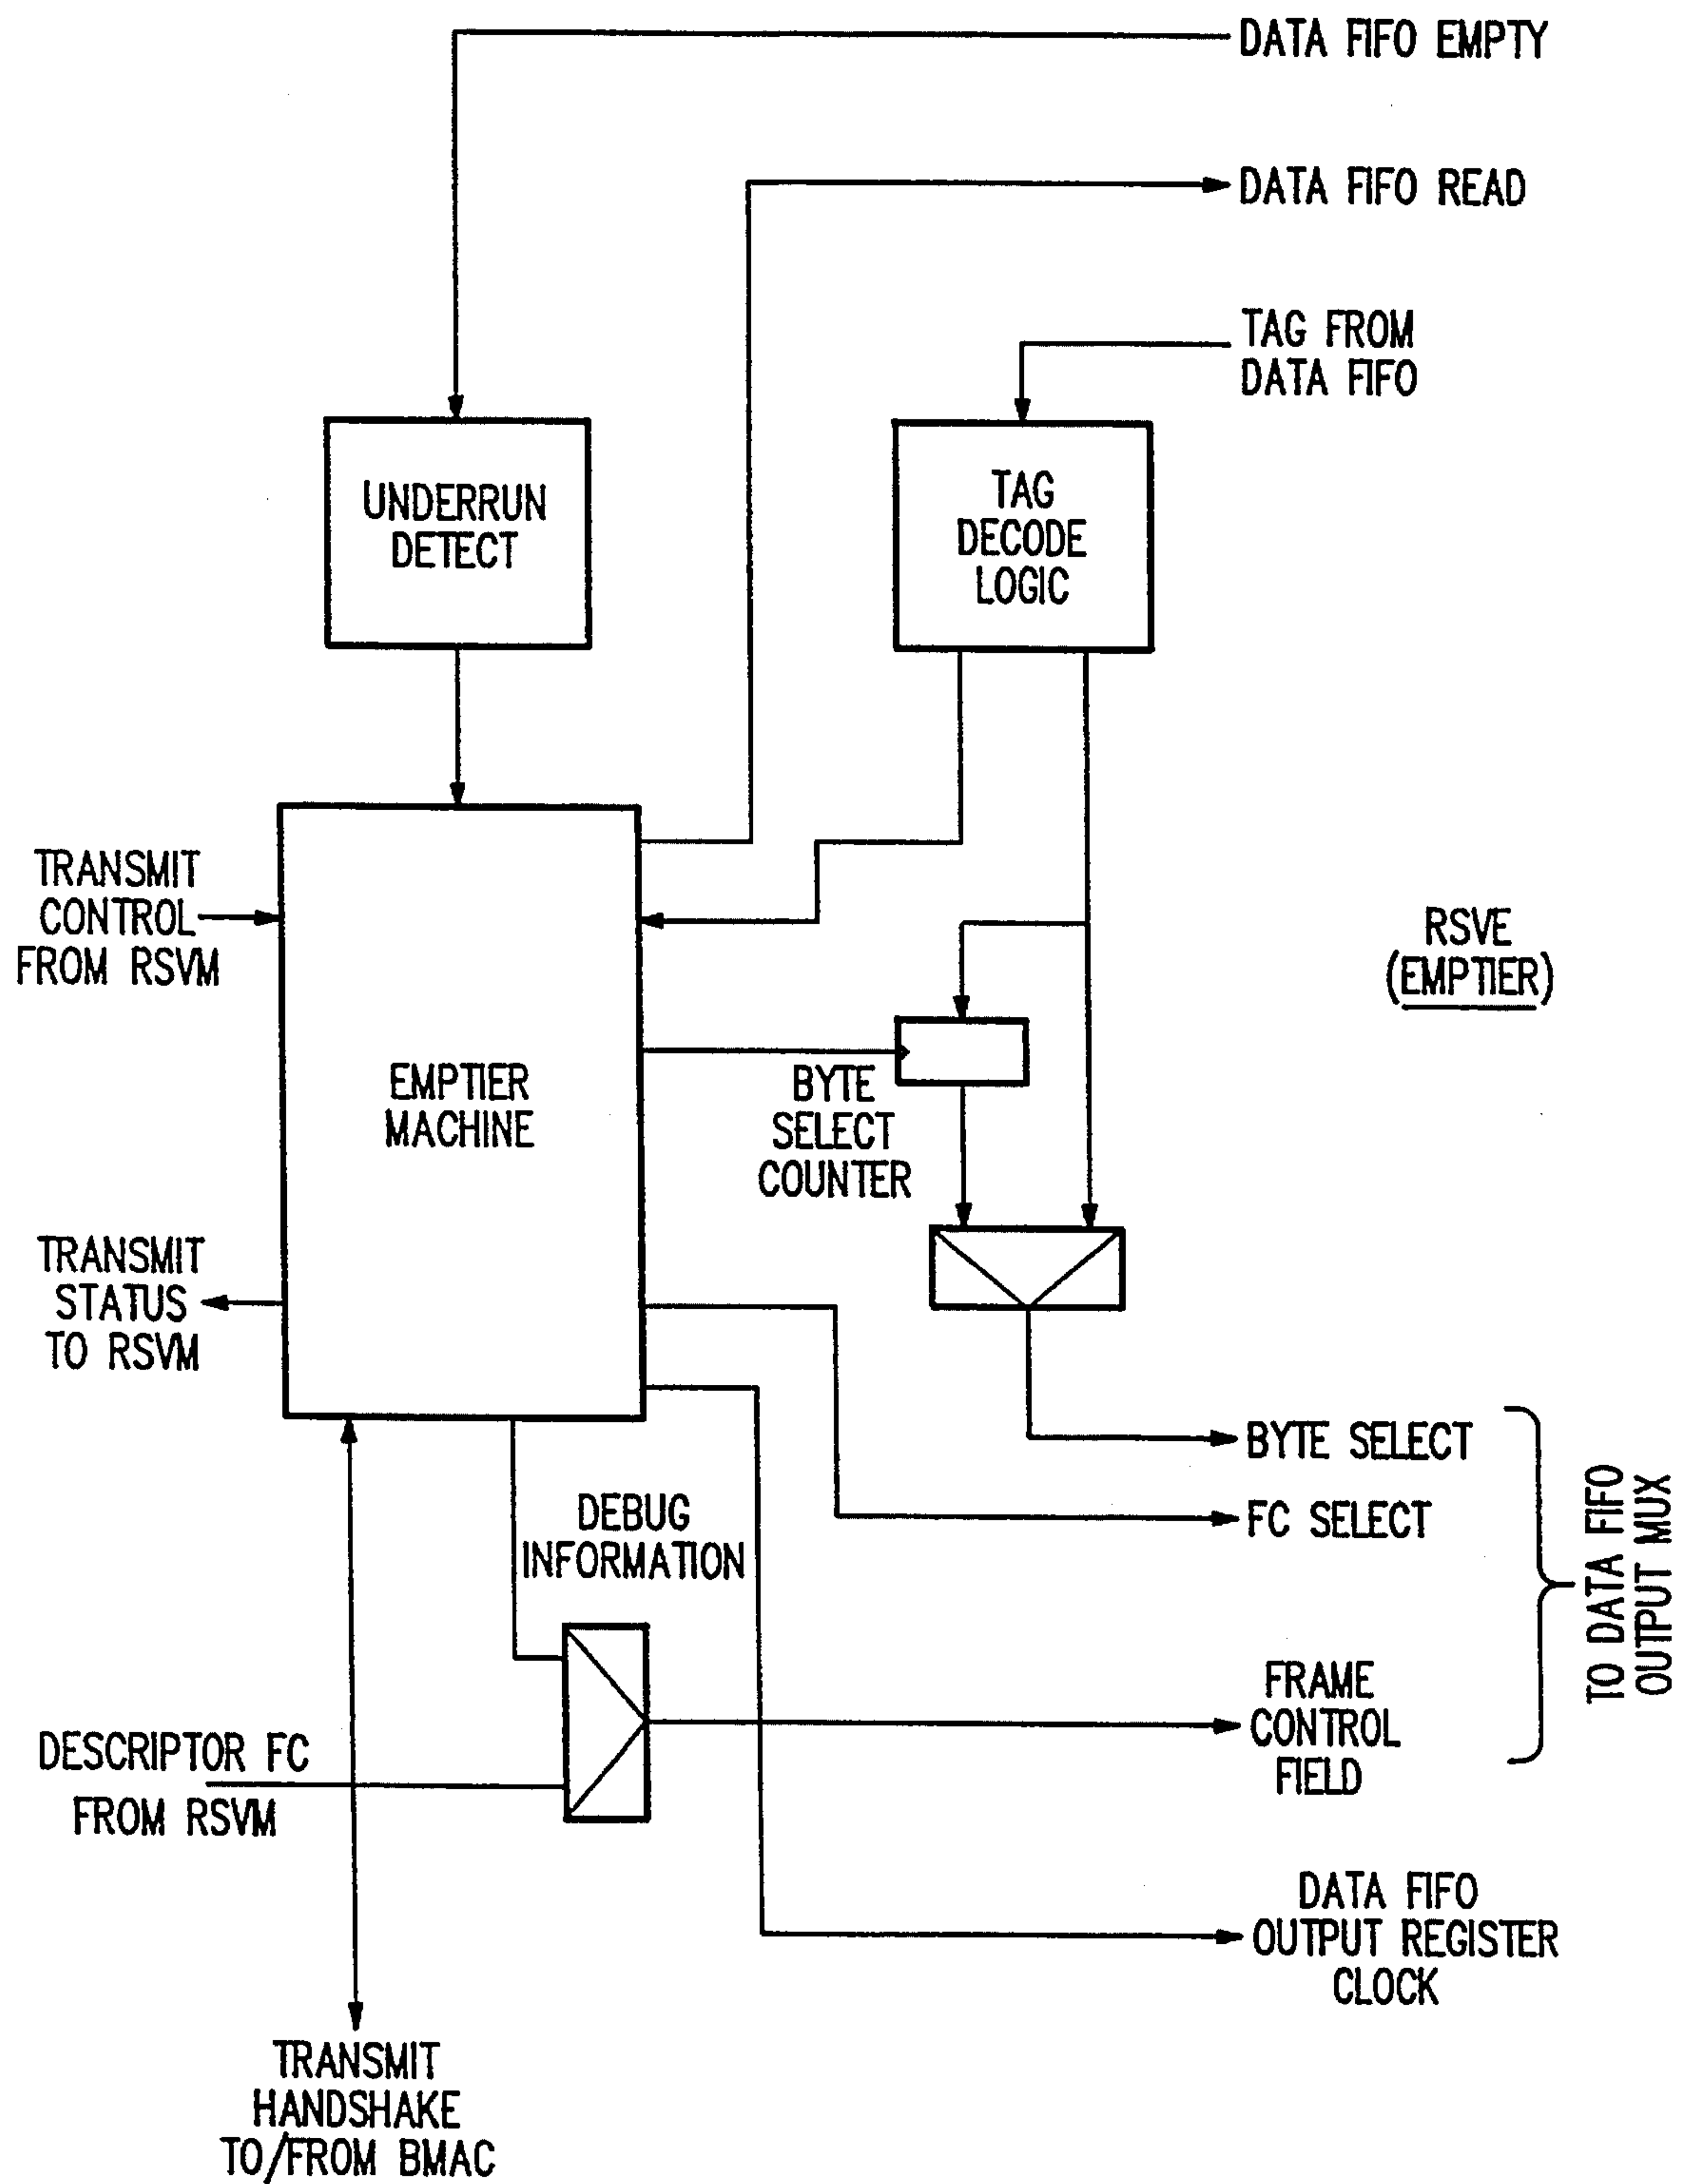 DATA FIFO EMPTY
DATA FIFO READ
TAG FROM
DATA FIFO
UNDERRUN
DETECT
TAG
DECODE
LOGIC
TRANSMIT
CONTROL
FROM RSVM
RSVE
(EMPTIER)
EMPTIER
MACHINE
BYTE
SELECT
COUNTER
TRANSMIT
STATUS
TO RSVM
BYTE SELECT
FC SELECT
TO DATA FIFO
OUTPUT MUX
DEBUG
INFORMATION
FRAME
CONTROL
FIELD
DESCRIPTOR FC
FROM RSVM
DATA FIFO
OUTPUT REGISTER
CLOCK
TRANSMIT
HANDSHAKE
TO/FROM BMAC